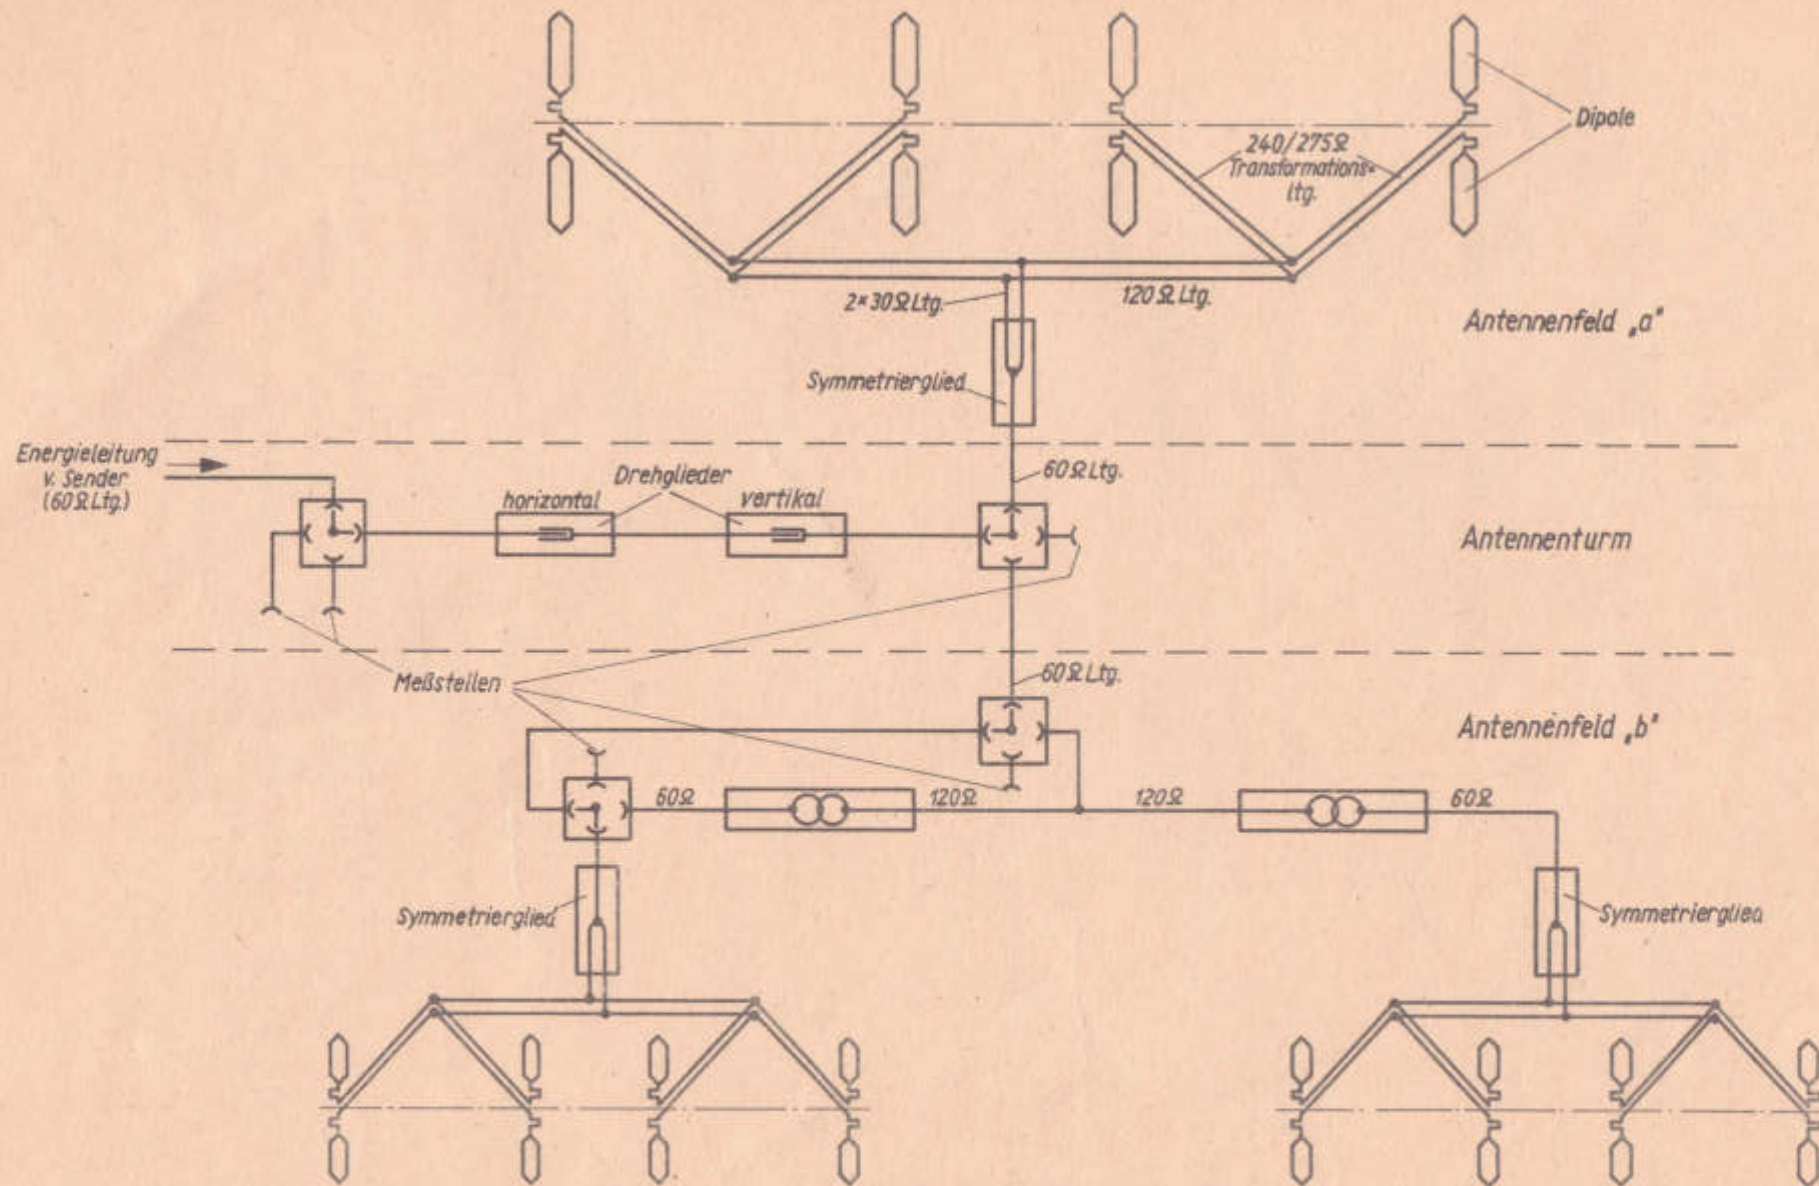 Dipole
240/275Ω
Transformations-
ltg.
2×30Ω Ltg.
120Ω Ltg.
Antennenfeld „a"
Symmetrierglied
Energieleitung
v. Sender
(60Ω Ltg.)
60Ω Ltg.
Drehglieder
horizontal
vertikal
Antennenturm
Meßstellen
60Ω Ltg.
Antennenfeld „b"
60Ω
120Ω
120Ω
60Ω
Symmetrierglied
Symmetrierglied